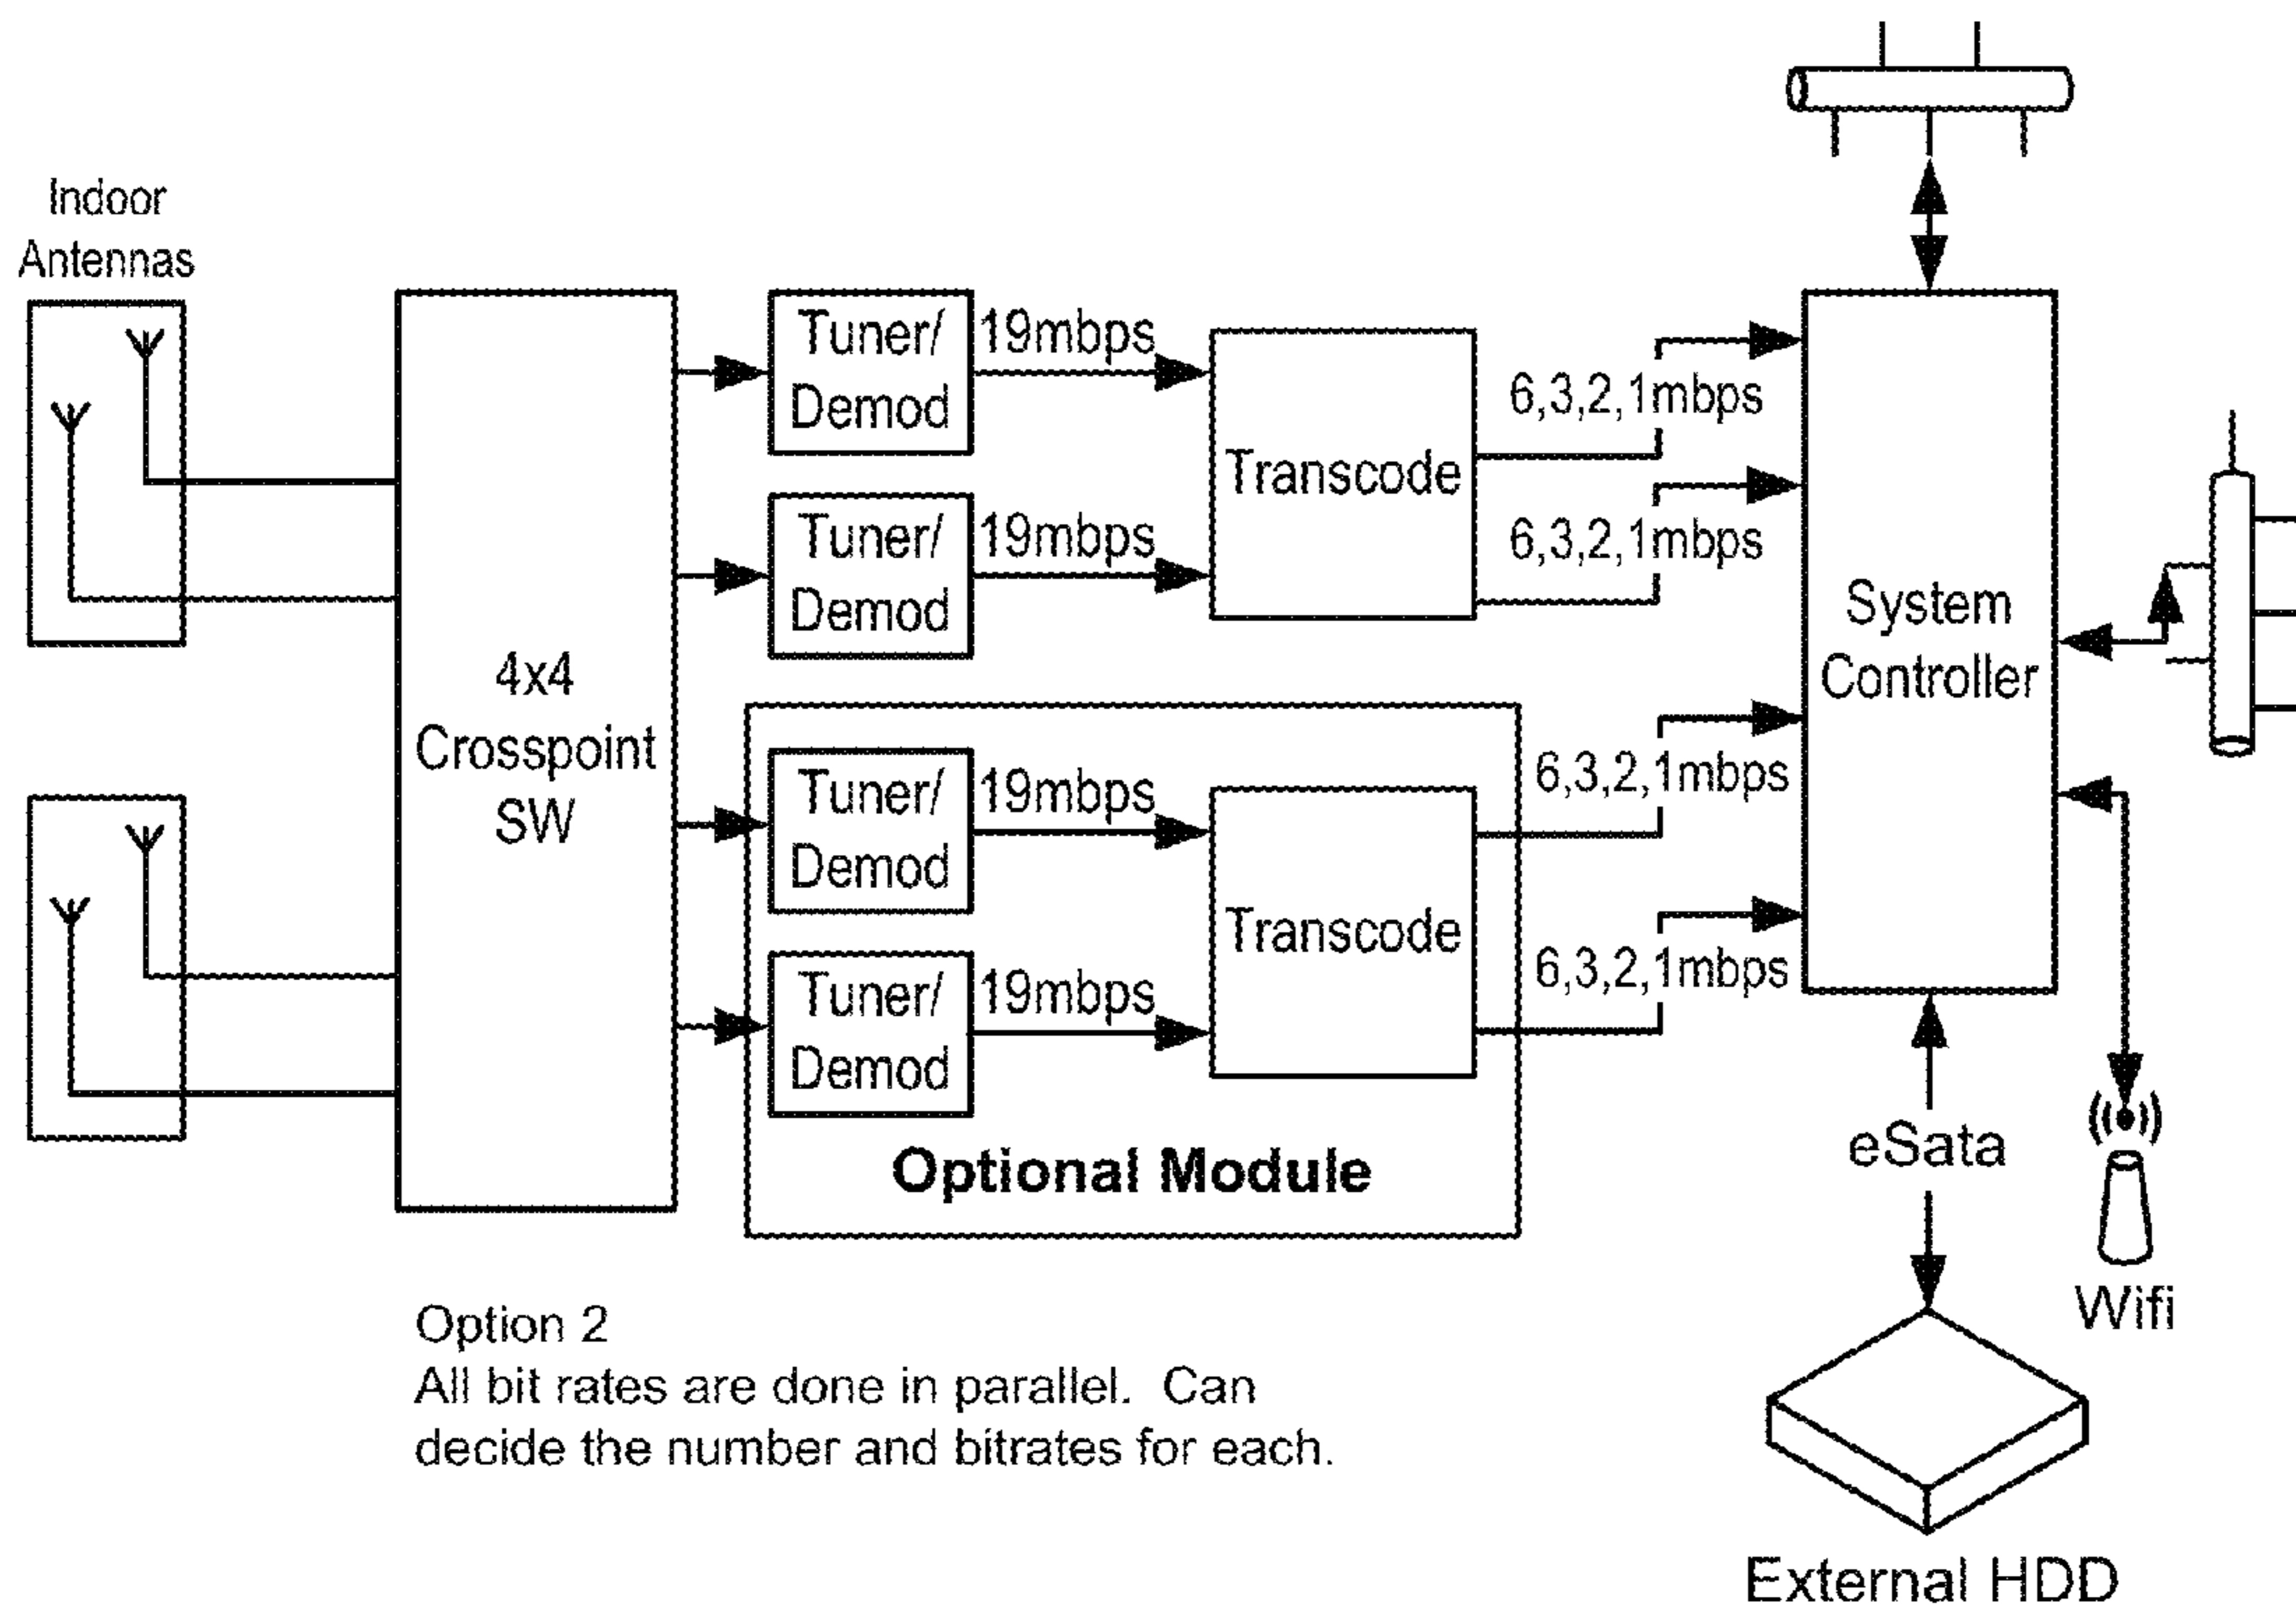 Indoor
Antennas
4x4
Crosspoint
SW
Tuner/
Demod
19mbps
Tuner/
Demod
19mbps
Transcode
6,3,2,1mbps
6,3,2,1mbps
Tuner/
Demod
19mbps
Tuner/
Demod
19mbps
Transcode
6,3,2,1mbps
6,3,2,1mbps
Optional Module
System
Controller
eSata
Wifi
External HDD
Option 2
All bit rates are done in parallel. Can
decide the number and bitrates for each.